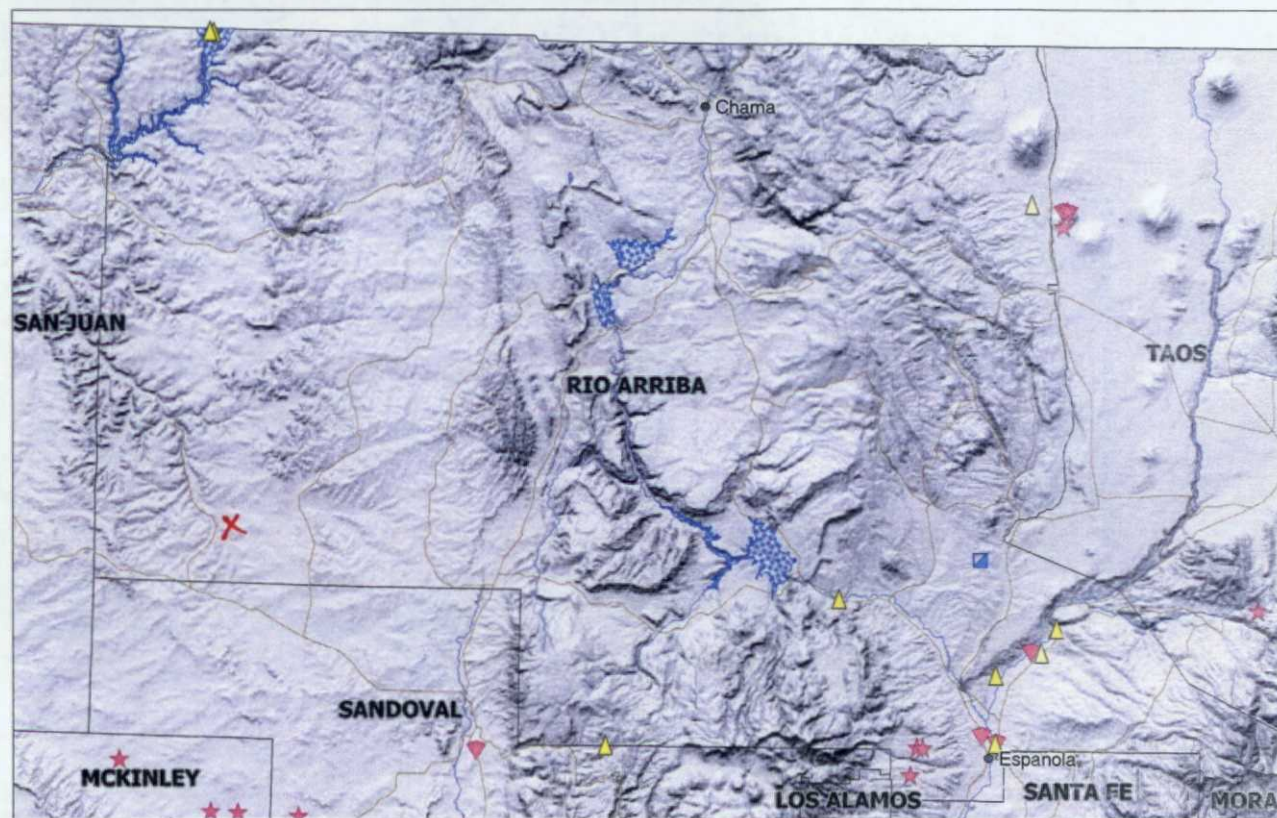 Chama
SAN JUAN
TAOS
RIO ARRIBA
SANDOVAL
Espanola
MCKINLEY
LOS ALAMOS
SANTA FE
MORA